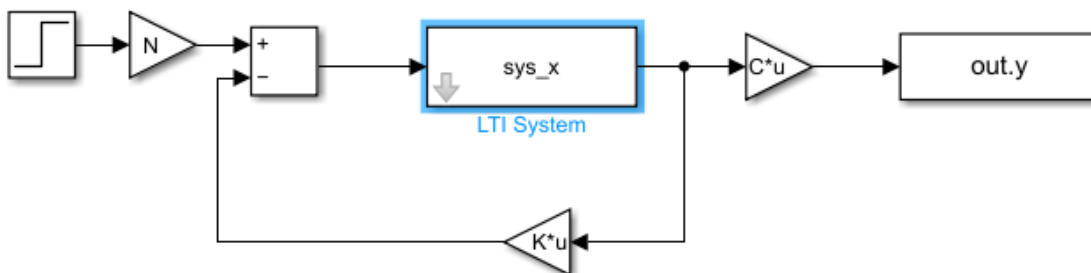 N
+
−
sys_x
LTI System
C*u
out.y
K*u